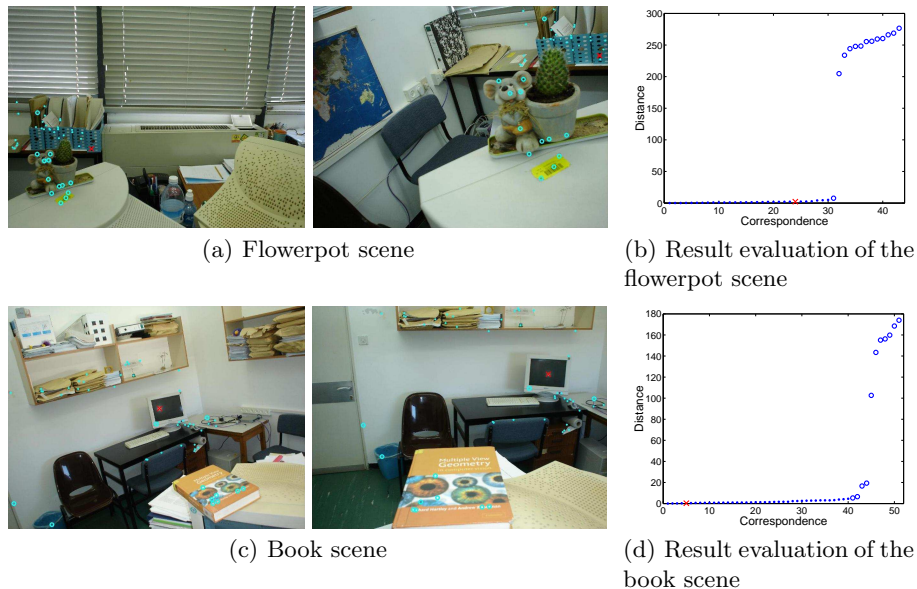 300
250
200
150
100
50
0
0 10 20 30 40
Distance
Correspondence
(a) Flowerpot scene
(b) Result evaluation of the
flowerpot scene
Multiple View
Geometry
180
160
140
120
100
80
60
40
20
0
0 10 20 30 40 50
Distance
Correspondence
(c) Book scene
(d) Result evaluation of the
book scene